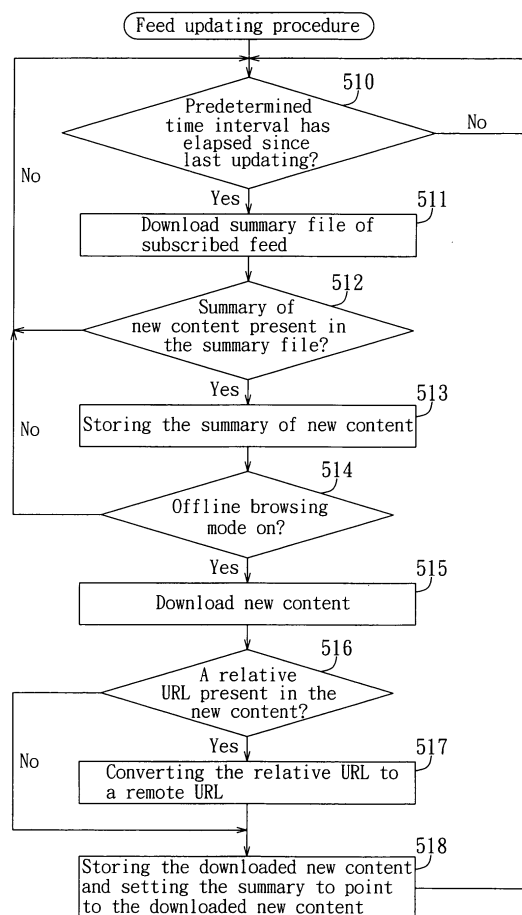 Feed updating procedure
510
Predetermined
time interval has
elapsed since
last updating?
No
No
Yes
511
Download summary file of
subscribed feed
512
Summary of
new content present in
the summary file?
Yes
513
No
Storing the summary of new content
514
Offline browsing
mode on?
Yes
515
Download new content
516
A relative
URL present in the
new content?
Yes
517
No
Converting the relative URL to
a remote URL
518
Storing the downloaded new content
and setting the summary to point
to the downloaded new content